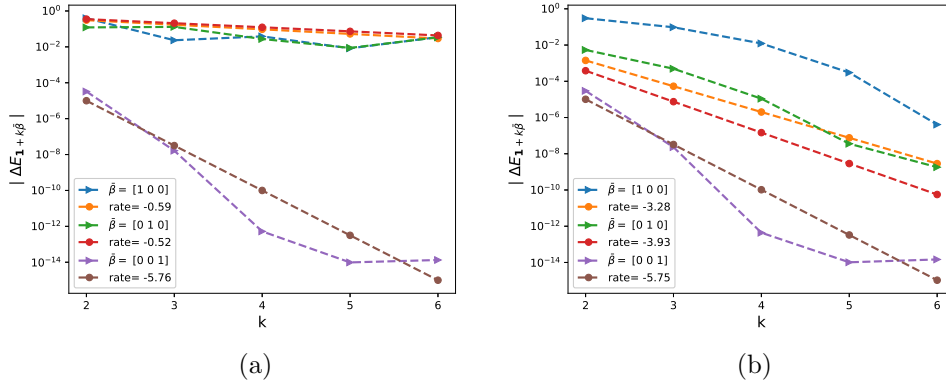 10^0
10^-2
10^-4
10^-6
10^-8
10^-10
10^-12
10^-14
| ΔE_{1 + kβ̄} |
β̄ = [1 0 0]
rate= -0.59
β̄ = [0 1 0]
rate= -0.52
β̄ = [0 0 1]
rate= -5.76
2 3 4 5 6
k
(a)
10^0
10^-2
10^-4
10^-6
10^-8
10^-10
10^-12
10^-14
| ΔE_{1 + kβ̄} |
β̄ = [1 0 0]
rate= -3.28
β̄ = [0 1 0]
rate= -3.93
β̄ = [0 0 1]
rate= -5.75
2 3 4 5 6
k
(b)